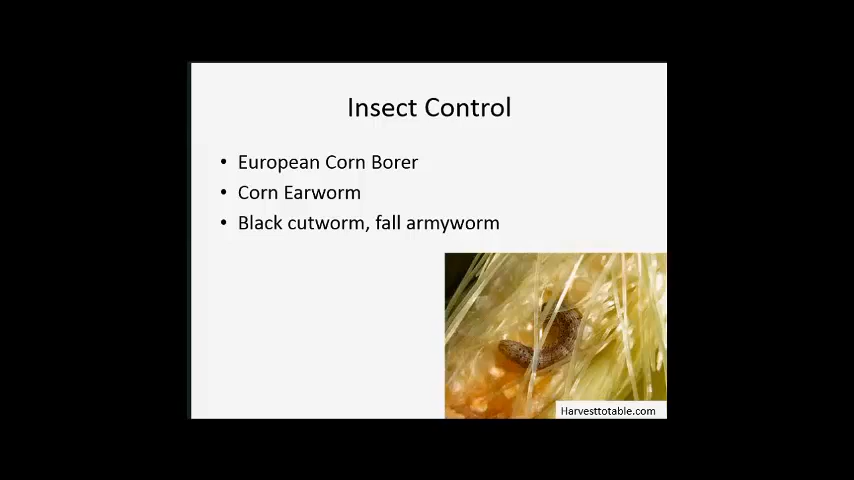 Insect Control
• European Corn Borer
• Corn Earworm
• Black cutworm, fall armyworm
Harvesttotable.com